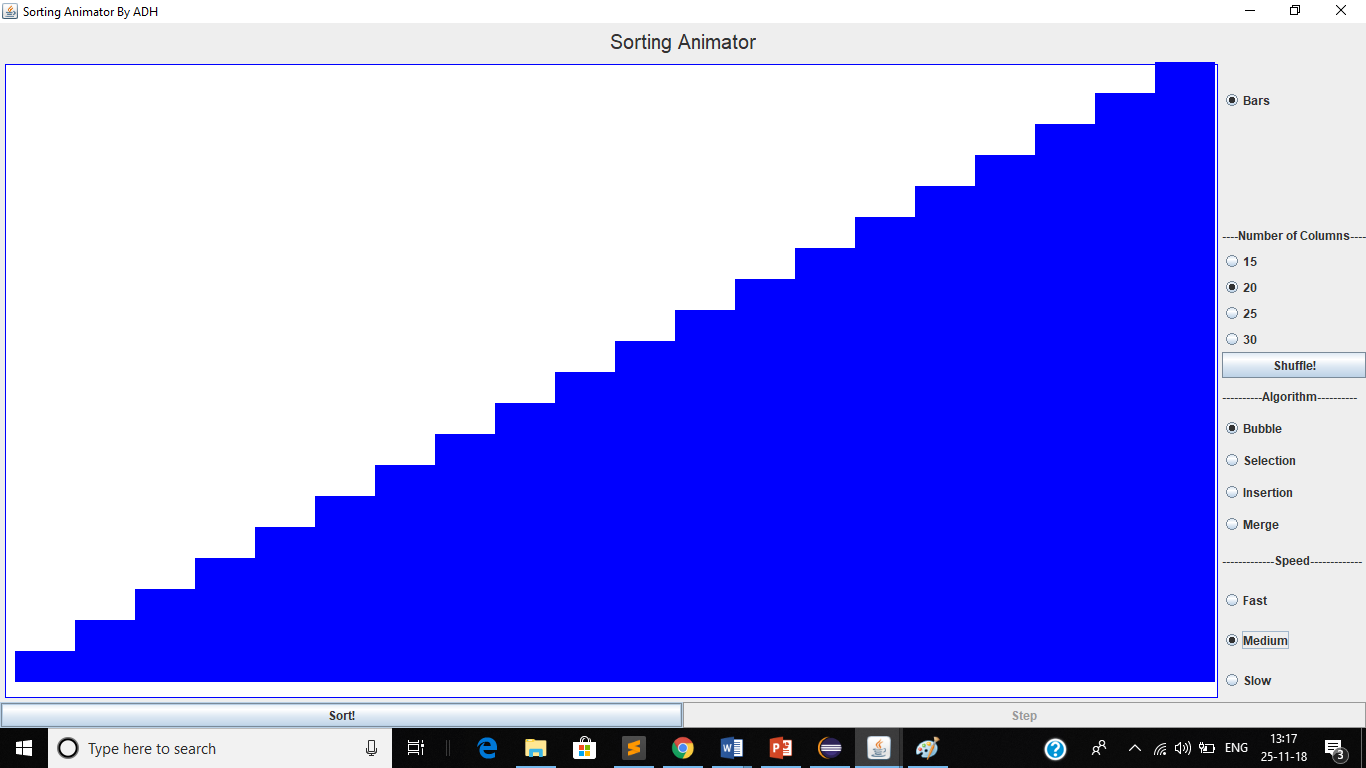 Sorting Animator By ADH
Sorting Animator
Bars
----Number of Columns----
15
20
25
30
Shuffle!
----------Algorithm----------
Bubble
Selection
Insertion
Merge
-------------Speed-------------
Fast
Medium
Slow
Sort!
Step
Type here to search
ENG
13:17
25-11-18
3